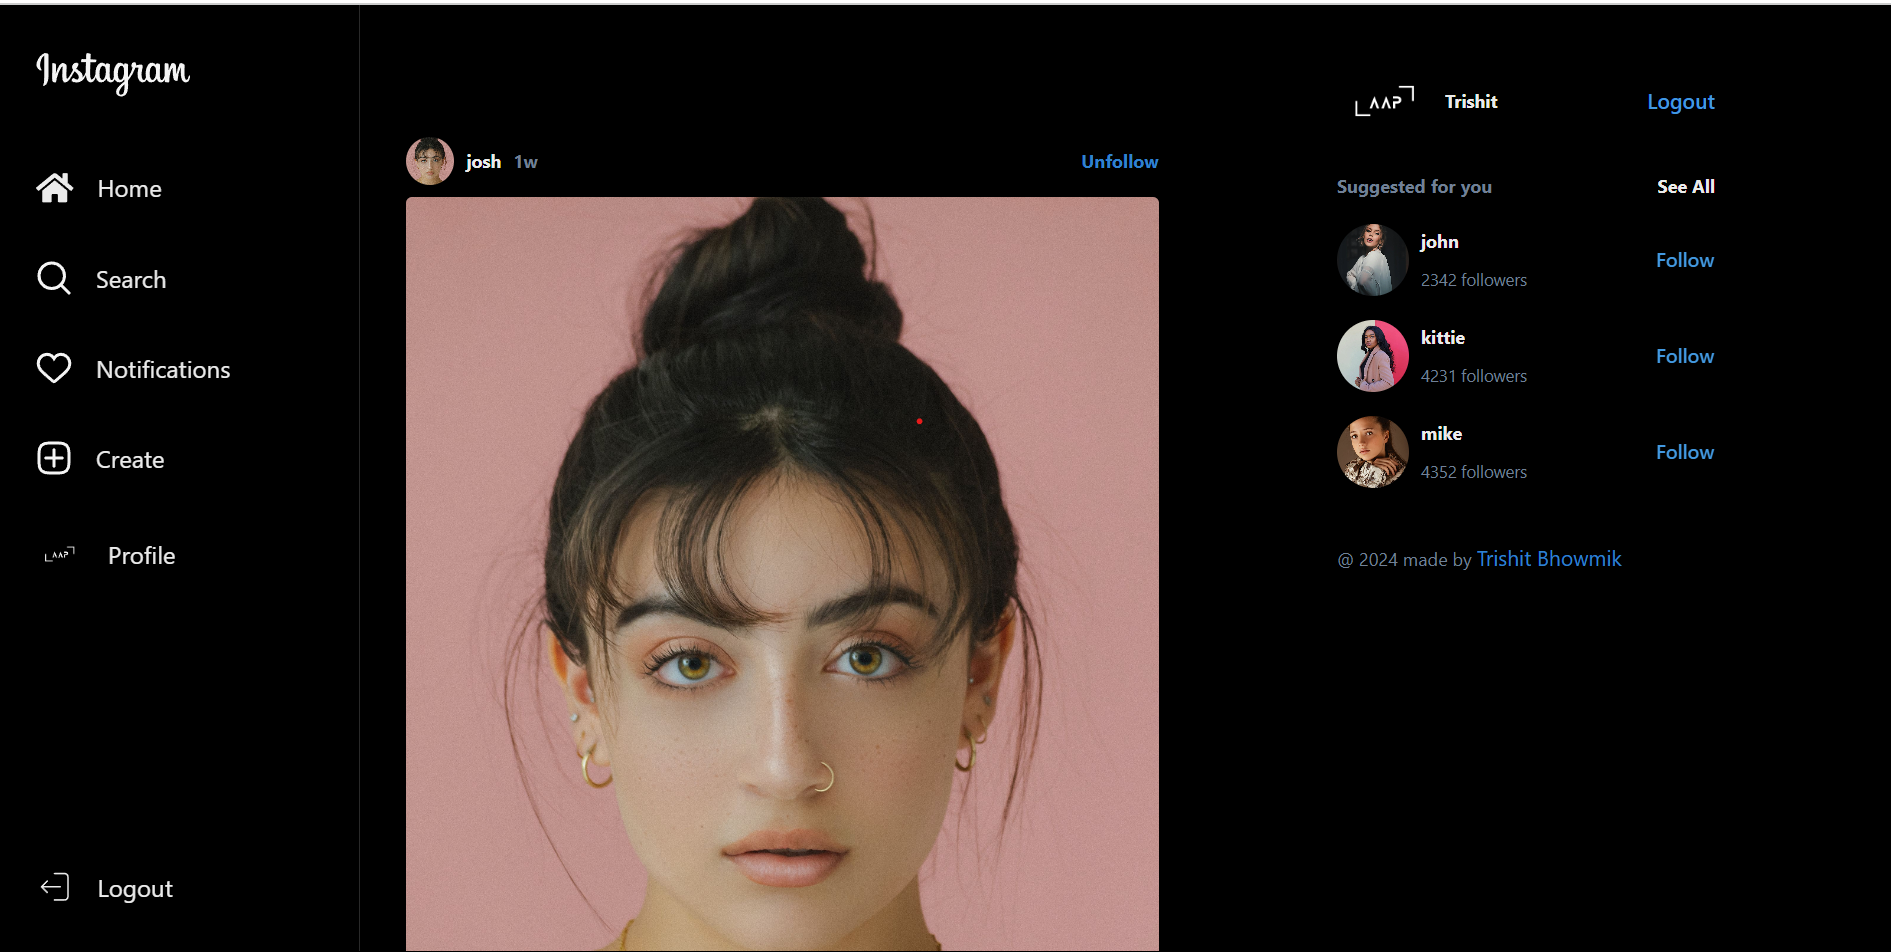 Instagram
Home
Search
Notifications
Create
LAAP Profile
Logout
josh 1w Unfollow
LAAP Trishit Logout
Suggested for you See All
john
2342 followers
Follow
kittie
4231 followers
Follow
mike
4352 followers
Follow
@ 2024 made by Trishit Bhowmik